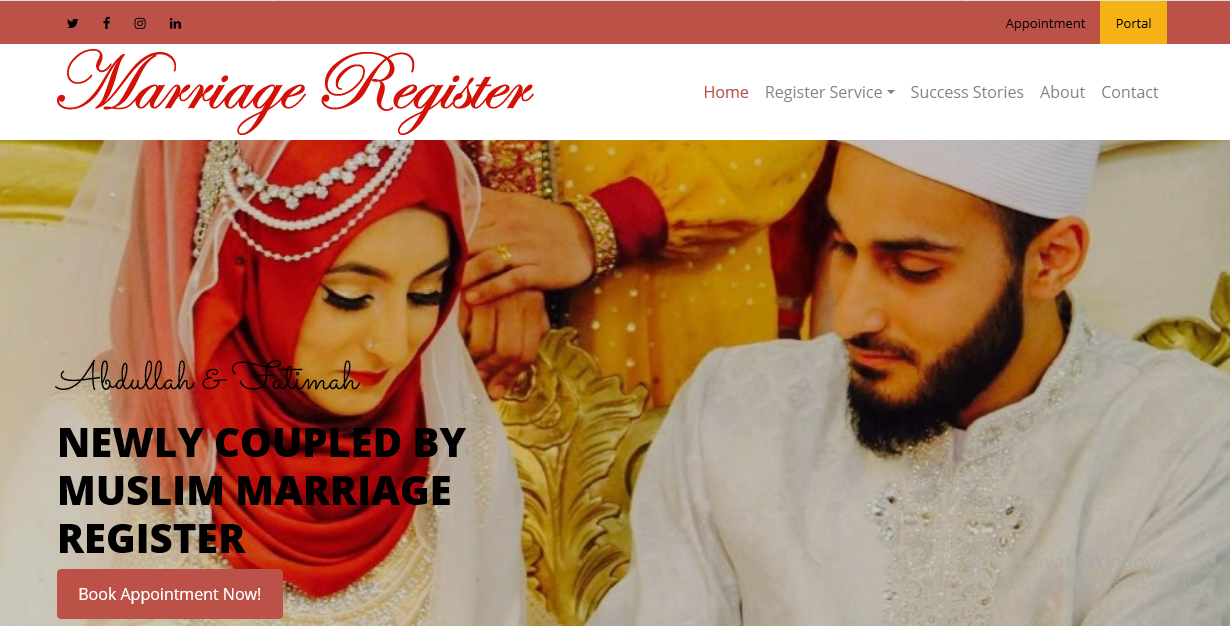 Appointment Portal
Marriage Register
Home Register Service Success Stories About Contact
Abdullah & Fatimah
NEWLY COUPLED BY
MUSLIM MARRIAGE
REGISTER
Book Appointment Now!